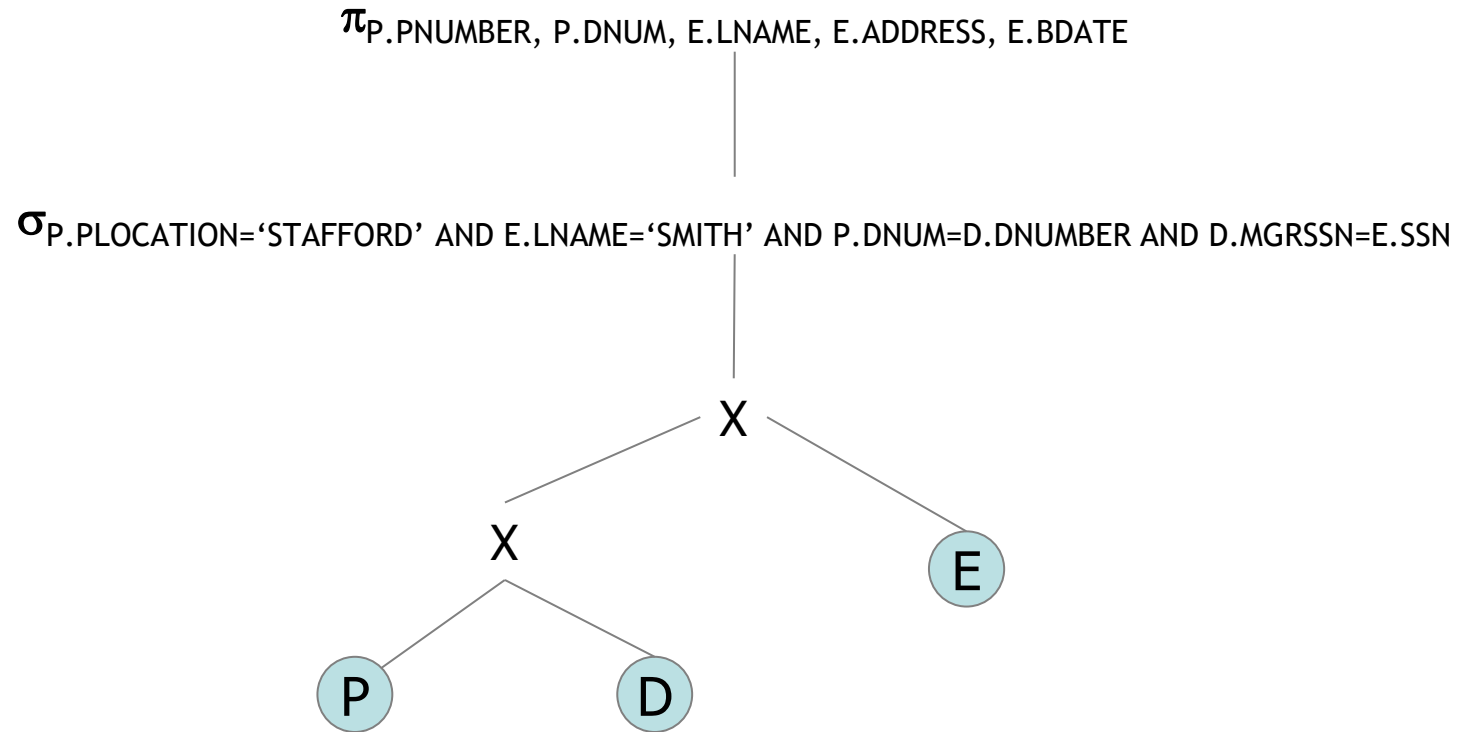 πP.PNUMBER, P.DNUM, E.LNAME, E.ADDRESS, E.BDATE
σP.PLOCATION=‘STAFFORD’ AND E.LNAME=‘SMITH’ AND P.DNUM=D.DNUMBER AND D.MGRSSN=E.SSN
X
X
E
P
D